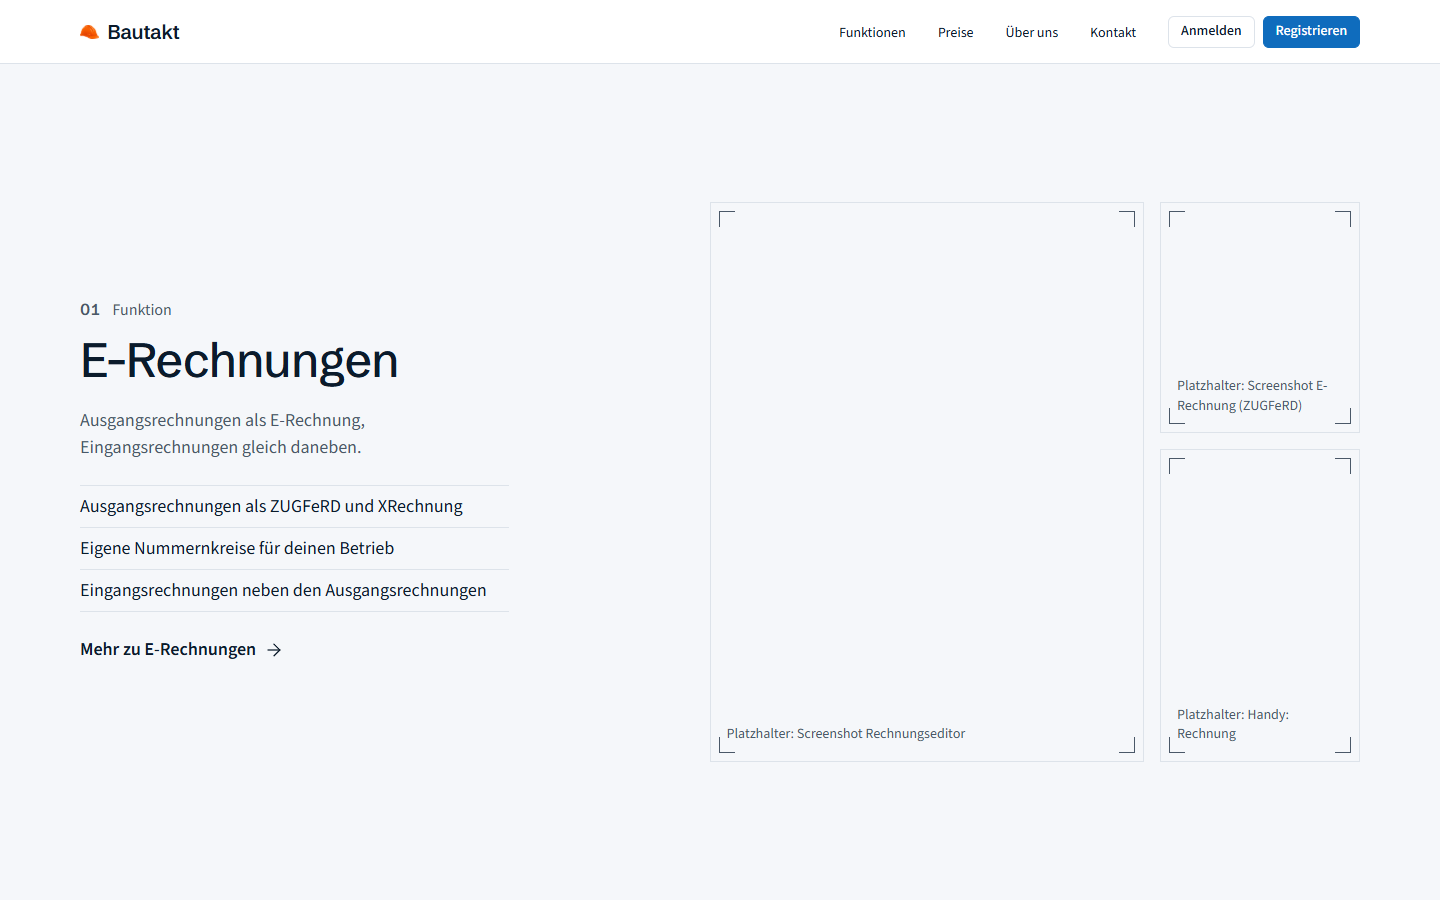 Bautakt
Funktionen
Preise
Über uns
Kontakt
Anmelden
Registrieren
01 Funktion
E-Rechnungen
Ausgangsrechnungen als E-Rechnung,
Eingangsrechnungen gleich daneben.
Ausgangsrechnungen als ZUGFeRD und XRechnung
Eigene Nummernkreise für deinen Betrieb
Eingangsrechnungen neben den Ausgangsrechnungen
Mehr zu E-Rechnungen
Platzhalter: Screenshot Rechnungseditor
Platzhalter: Screenshot E-
Rechnung (ZUGFeRD)
Platzhalter: Handy:
Rechnung